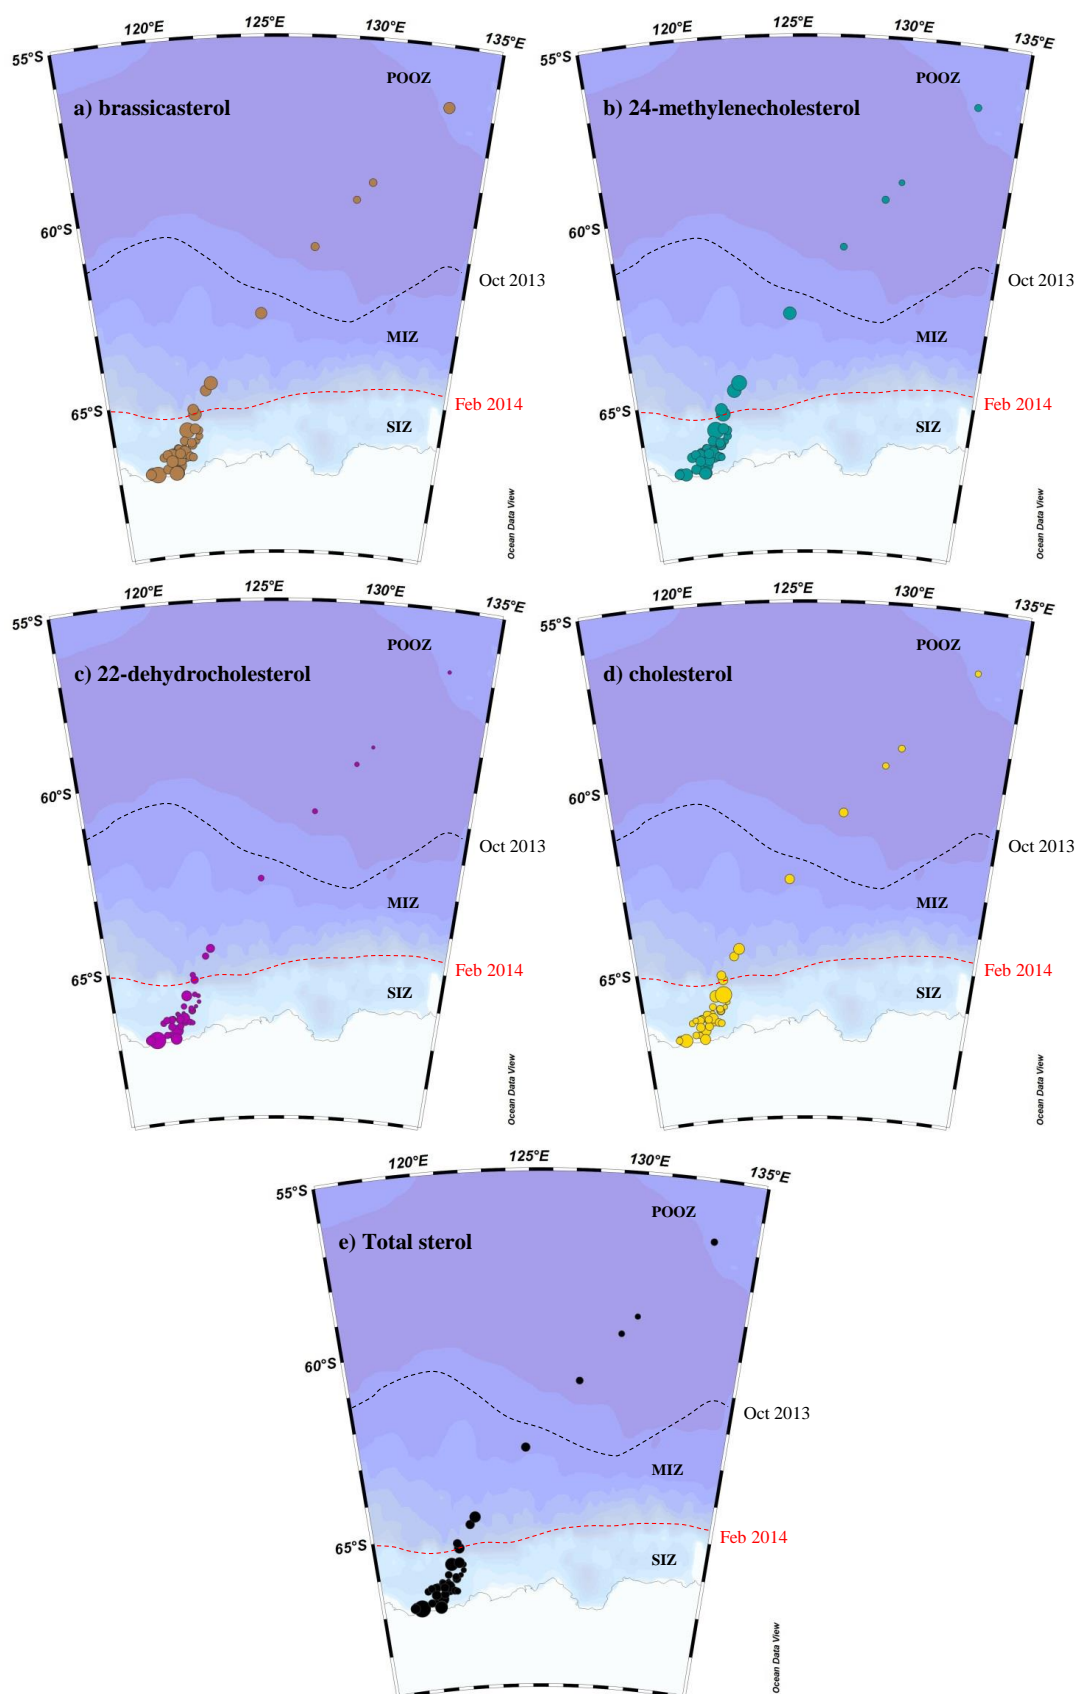 120°E 125°E 130°E 135°E
55°S
POOZ
a) brassicasterol
60°S
Oct 2013
MIZ
65°S
Feb 2014
SIZ
Ocean Data View
120°E 125°E 130°E 135°E
55°S
POOZ
b) 24-methylenecholesterol
60°S
Oct 2013
MIZ
65°S
Feb 2014
SIZ
Ocean Data View
120°E 125°E 130°E 135°E
55°S
POOZ
c) 22-dehydrocholesterol
60°S
Oct 2013
MIZ
65°S
Feb 2014
SIZ
Ocean Data View
120°E 125°E 130°E 135°E
55°S
POOZ
d) cholesterol
60°S
Oct 2013
MIZ
65°S
Feb 2014
SIZ
Ocean Data View
120°E 125°E 130°E 135°E
55°S
POOZ
e) Total sterol
60°S
Oct 2013
MIZ
65°S
Feb 2014
SIZ
Ocean Data View